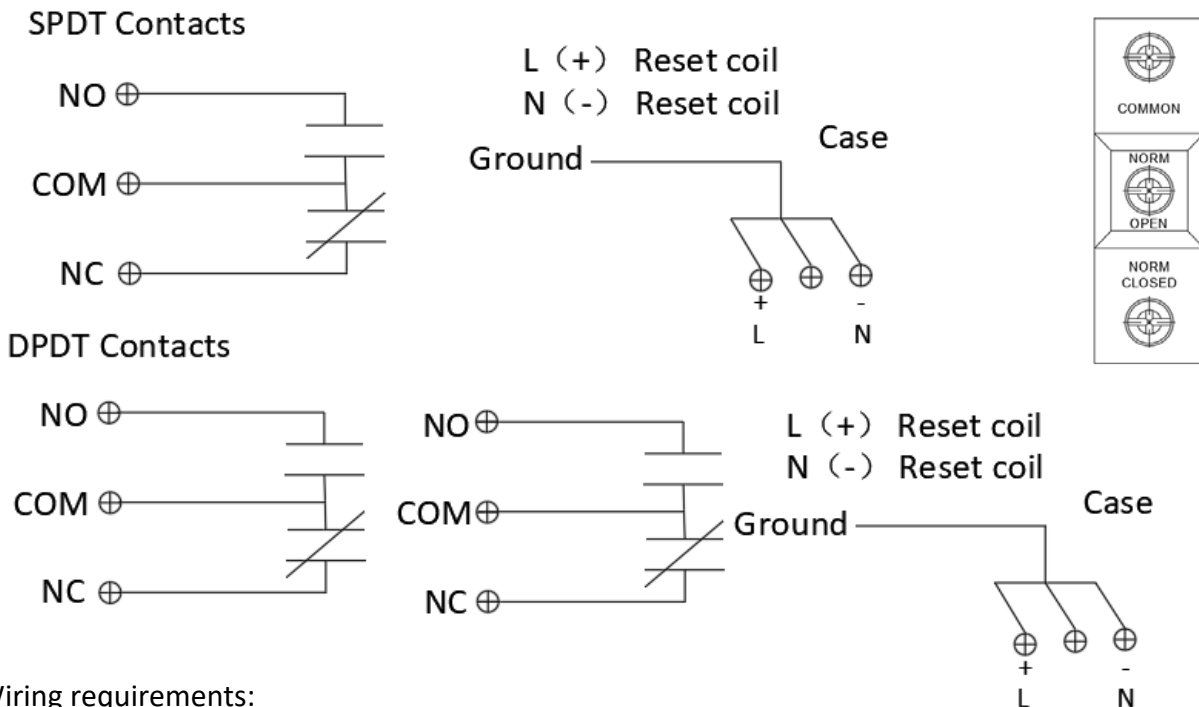 SPDT Contacts
NO
COM
NC
L（+） Reset coil
N（-） Reset coil
Ground
Case
+
-
L
N
COMMON
NORM
OPEN
NORM
CLOSED
DPDT Contacts
NO
COM
NC
NO
COM
NC
L（+） Reset coil
N（-） Reset coil
Ground
Case
+
-
L
N
requirements: